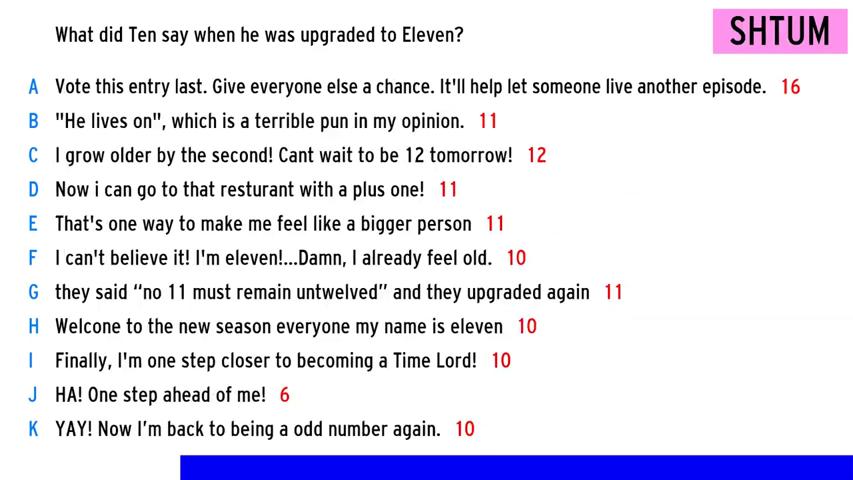 What did Ten say when he was upgraded to Eleven?
SHTUM
A Vote this entry last. Give everyone else a chance. It'll help let someone live another episode. 16
B "He lives on", which is a terrible pun in my opinion. 11
C I grow older by the second! Cant wait to be 12 tomorrow! 12
D Now i can go to that resturant with a plus one! 11
E That's one way to make me feel like a bigger person 11
F I can't believe it! I'm eleven!...Damn, I already feel old. 10
G they said “no 11 must remain untwelved” and they upgraded again 11
H Welcone to the new season everyone my name is eleven 10
I Finally, I'm one step closer to becoming a Time Lord! 10
J HA! One step ahead of me! 6
K YAY! Now I’m back to being a odd number again. 10